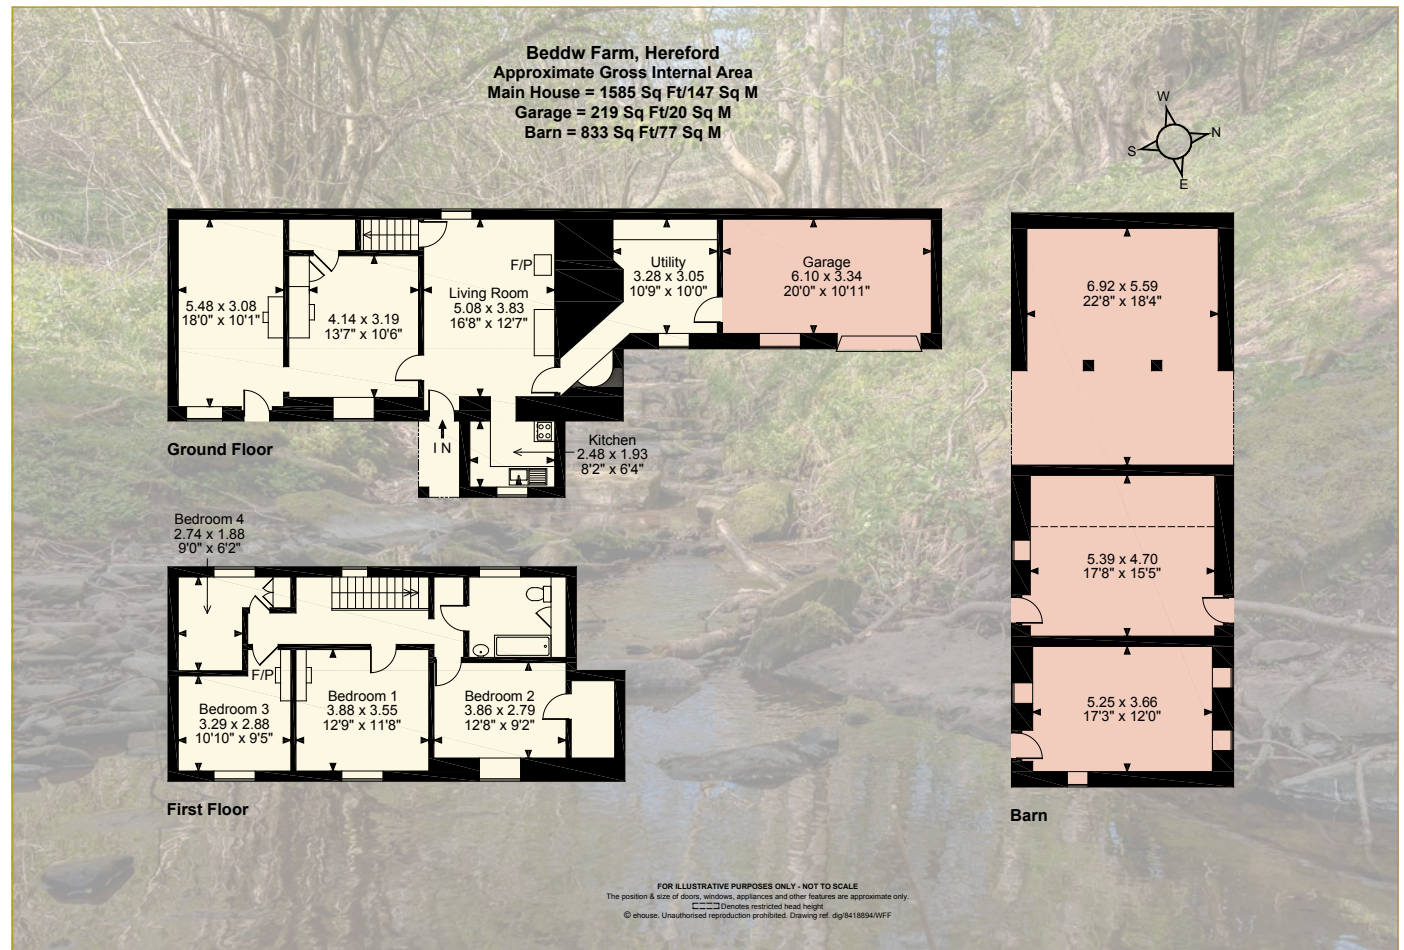 Beddw Farm, Hereford
Approximate Gross Internal Area
Main House = 1585 Sq Ft/147 Sq M
Garage = 219 Sq Ft/20 Sq M
Barn = 833 Sq Ft/77 Sq M
W
N
S
E
5.48 x 3.08
18'0" x 10'1"
4.14 x 3.19
13'7" x 10'6"
F/P
Living Room
5.08 x 3.83
16'8" x 12'7"
Utility
3.28 x 3.05
10'9" x 10'0"
Garage
6.10 x 3.34
20'0" x 10'11"
IN
Kitchen
2.48 x 1.93
8'2" x 6'4"
Ground Floor
Bedroom 4
2.74 x 1.88
9'0" x 6'2"
F/P
Bedroom 3
3.29 x 2.88
10'10" x 9'5"
Bedroom 1
3.88 x 3.55
12'9" x 11'8"
Bedroom 2
3.86 x 2.79
12'8" x 9'2"
First Floor
6.92 x 5.59
22'8" x 18'4"
5.39 x 4.70
17'8" x 15'5"
5.25 x 3.66
17'3" x 12'0"
Barn
FOR ILLUSTRATIVE PURPOSES ONLY - NOT TO SCALE
The position & size of doors, windows, appliances and other features are approximate only.
Denotes restricted head height
© ehouse. Unauthorised reproduction prohibited. Drawing ref. dig/8418894/WFF